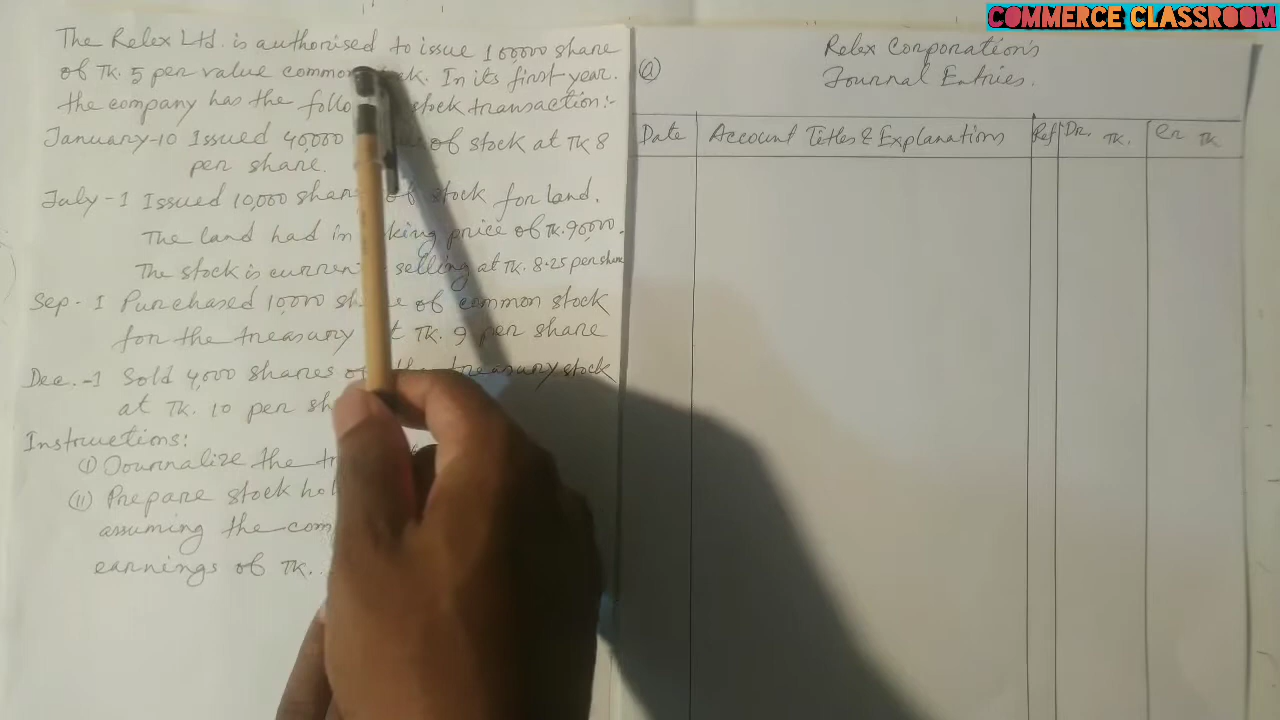 COMMERCE CLASSROOM
The Relex Ltd. is authorised to issue 1,00,000 share
of TK. 5 per value common. In its first year.
the company has the stock transaction:-
January-10 Issued 40,000 of stock at TK 8
per share.
July-1 Issued 10,000 of stock for land.
The land had price of TK. 90,000.
The stock is selling at TK. 8.25 per share
Sep-1 Purchased of common stock
for the treasury TK. 9 per share
Dec.-1 Sold 4,000 shares treasury stock
at TK. 10 per
Instructions:
(i) Journalize the
(ii) Prepare stock
assuming the
earnings of TK.
(a)
Relex Corporation's
Journal Entries.
Date Account Titles & Explanations Ref Dr. TK. Cr TK